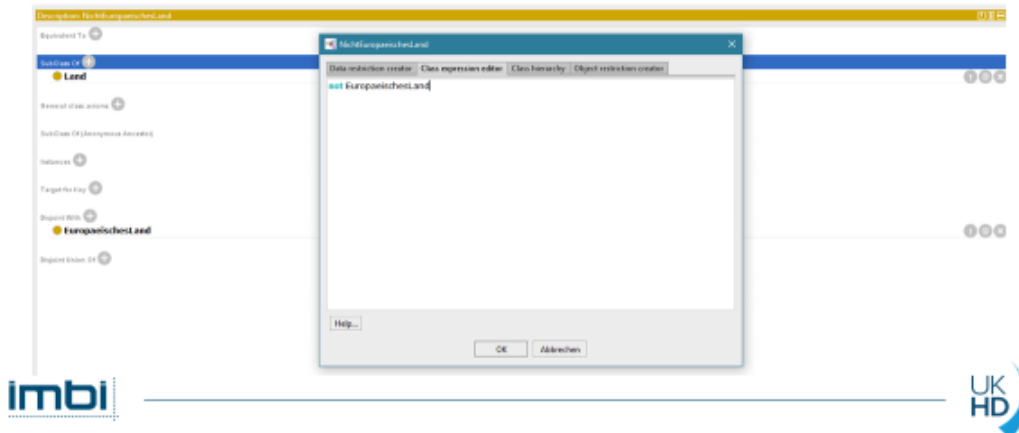 Description: NichtEuropaeischesLand
Equivalent To
SubClass Of
Land
General class axioms
SubClass Of (Anonymous Ancestor)
Instances
Target for Key
Disjoint With
EuropaeischesLand
Disjoint Union Of
NichtEuropaeischesLand
Data restriction creator Class expression editor Class hierarchy Object restriction creator
not EuropaeischesLand
Help...
OK Abbrechen
imbi
UK
HD